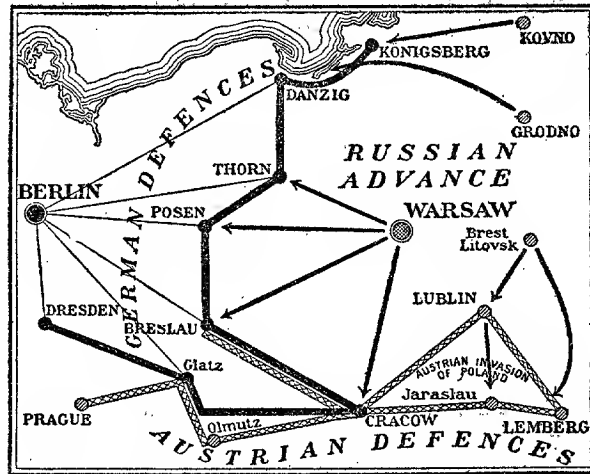 KOVNO
KÖNIGSBERG
DANZIG
GRODNO
GERMAN DEFENCES
THORN
RUSSIAN
ADVANCE
BERLIN
POSEN
WARSAW
Brest
Litovsk
DRESDEN
BRESLAU
LUBLIN
Glatz
AUSTRIAN INVASION
OF POLAND
Jaraslau
PRAGUE
Olmutz
CRACOW
LEMBERG
AUSTRIAN DEFENCES